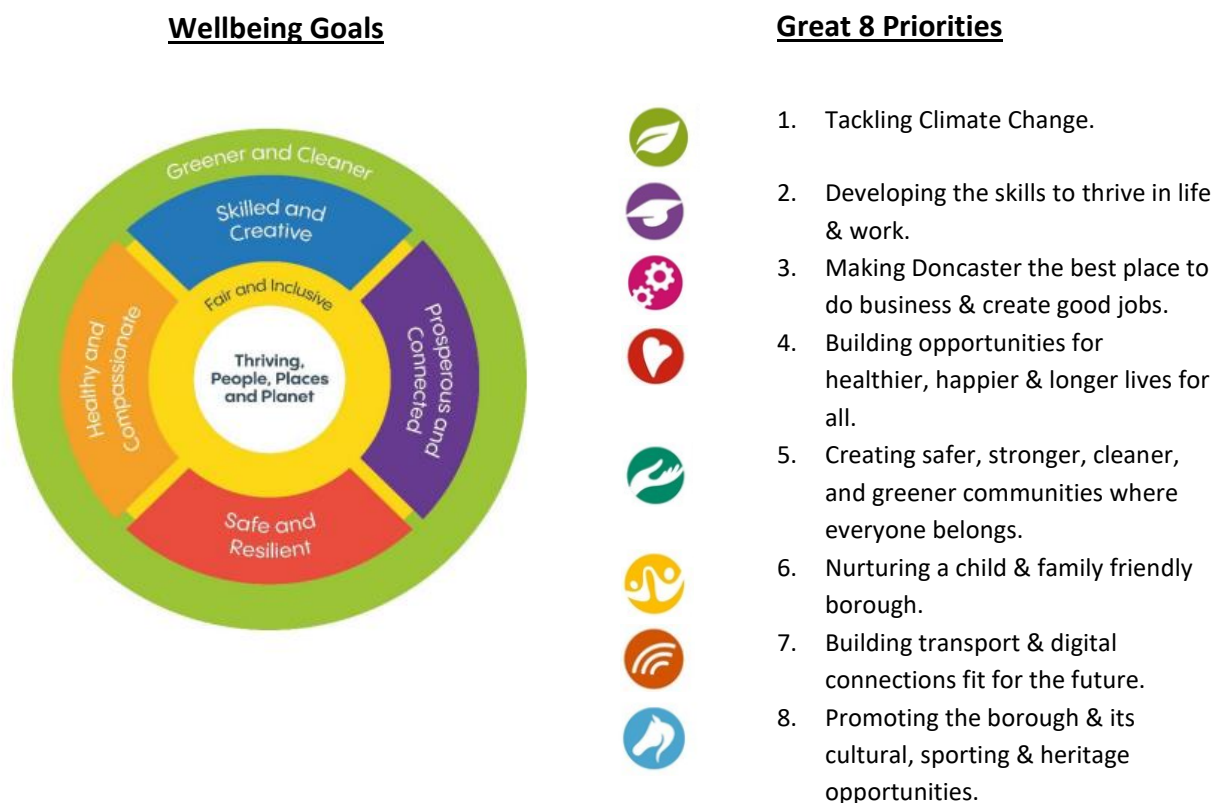 Wellbeing Goals
Greener and Cleaner
Skilled and
Creative
Fair and Inclusive
Healthy and
Compassionate
Thriving,
People, Places
and Planet
Prosperous and
Connected
Safe and
Resilient
Great 8 Priorities
1. Tackling Climate Change.
2. Developing the skills to thrive in life
& work.
3. Making Doncaster the best place to
do business & create good jobs.
4. Building opportunities for
healthier, happier & longer lives for
all.
5. Creating safer, stronger, cleaner,
and greener communities where
everyone belongs.
6. Nurturing a child & family friendly
borough.
7. Building transport & digital
connections fit for the future.
8. Promoting the borough & its
cultural, sporting & heritage
opportunities.